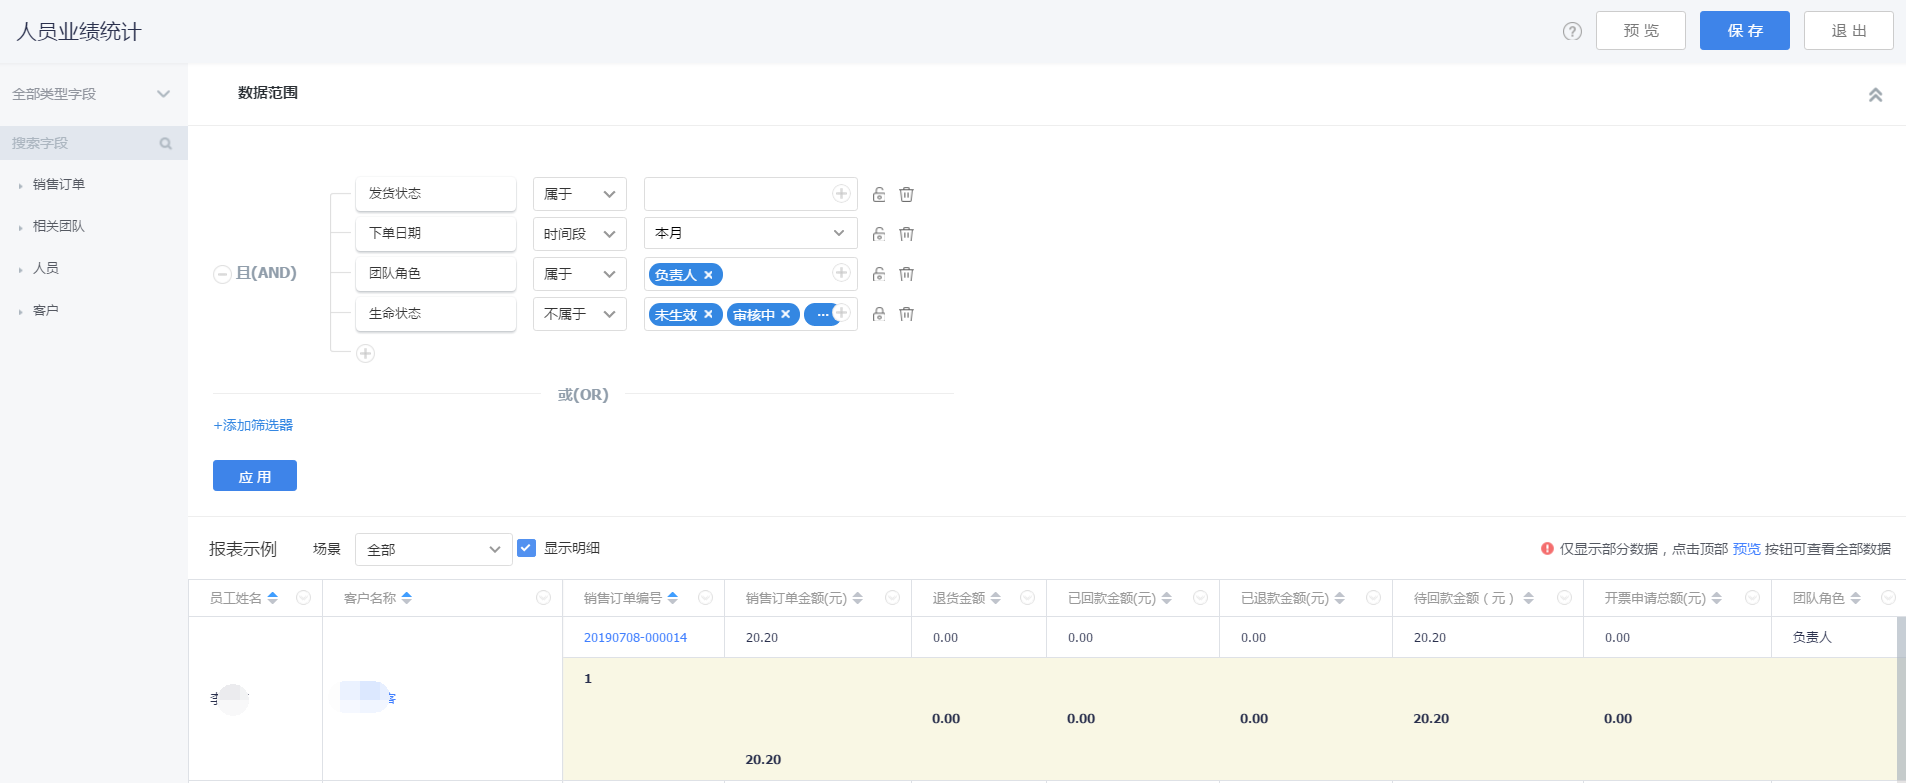 人员业绩统计
? 预 览 保 存 退 出
全部类型字段
数据范围
搜索字段
销售订单
相关团队
人员
客户
发货状态 属于
下单日期 时间段 本月
且(AND)
团队角色 属于 负责人 ×
生命状态 不属于 未生效 × 审核中 × ...
或(OR)
+添加筛选器
应 用
报表示例 场景 全部 显示明细
仅显示部分数据，点击顶部 预览 按钮可查看全部数据
员工姓名 客户名称 销售订单编号 销售订单金额(元) 退货金额 已回款金额(元) 已退款金额(元) 待回款金额（元） 开票申请总额(元) 团队角色
20190708-000014 20.20 0.00 0.00 0.00 20.20 0.00 负责人
1
李 客
0.00 0.00 0.00 20.20 0.00
20.20